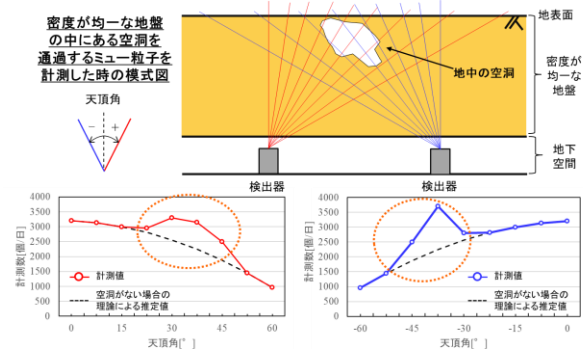 密度が均一な地盤
の中にある空洞を
通過するミュー粒子を
計測した時の模式図
天頂角
− +
地表面
地中の空洞
密度が
均一な
地盤
地下
空間
検出器
検出器
計測数[個/日]
4000
3500
3000
2500
2000
1500
1000
500
0
計測値
空洞がない場合の
理論による推定値
0 15 30 45 60
天頂角[°]
計測数[個/日]
4000
3500
3000
2500
2000
1500
1000
500
0
計測値
空洞がない場合の
理論による推定値
-60 -45 -30 -15 0
天頂角[°]